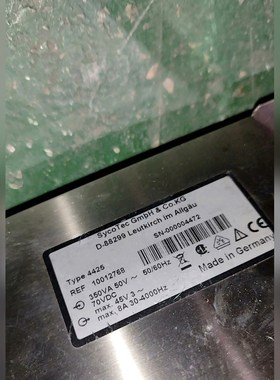 SycoTec GmbH & Co.KG
D-88299 Leutkirch im Allgäu
Type 4425
SN-000004472
REF 10012768
350VA 50V ~ 50/60Hz
70VDC
max. 45V 3 ~
max. 8A 30-4000Hz
Made in Germany